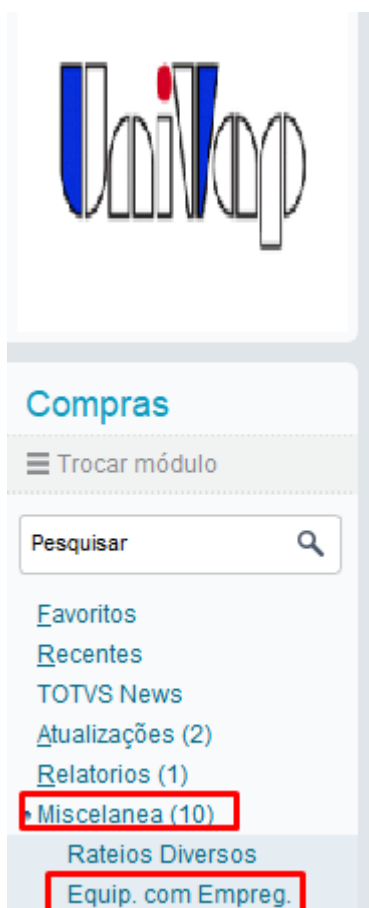 UniVap
Compras
Trocar módulo
Pesquisar
Favoritos
Recentes
TOTVS News
Atualizações (2)
Relatorios (1)
Miscelanea (10)
Rateios Diversos
Equip. com Empreg.